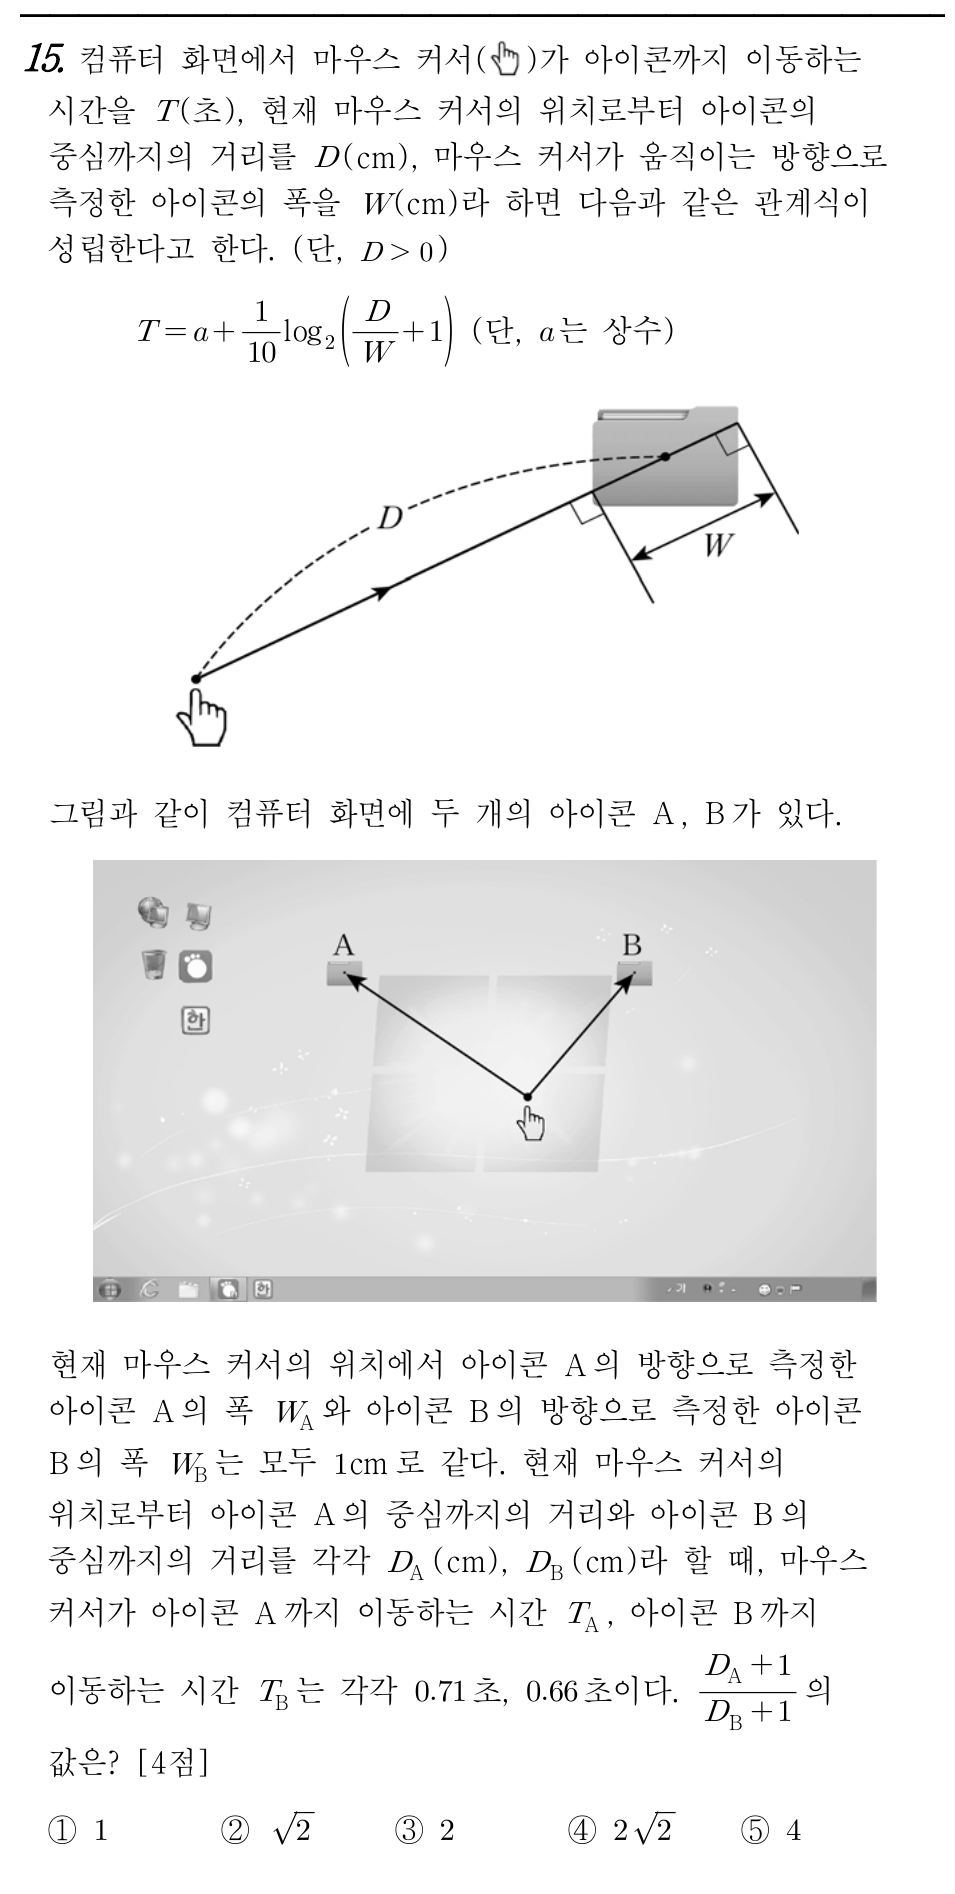 15. 컴퓨터 화면에서 마우스 커서( )가 아이콘까지 이동하는
시간을 T(초), 현재 마우스 커서의 위치로부터 아이콘의
중심까지의 거리를 D(cm), 마우스 커서가 움직이는 방향으로
측정한 아이콘의 폭을 W(cm)라 하면 다음과 같은 관계식이
성립한다고 한다. (단, D > 0)
T = a + \frac{1}{10} log_2 ( \frac{D}{W} + 1 ) (단, a는 상수)
D
W
그림과 같이 컴퓨터 화면에 두 개의 아이콘 A, B가 있다.
A B
한
한
현재 마우스 커서의 위치에서 아이콘 A의 방향으로 측정한
아이콘 A의 폭 W_A와 아이콘 B의 방향으로 측정한 아이콘
B의 폭 W_B는 모두 1cm로 같다. 현재 마우스 커서의
위치로부터 아이콘 A의 중심까지의 거리와 아이콘 B의
중심까지의 거리를 각각 D_A(cm), D_B(cm)라 할 때, 마우스
커서가 아이콘 A까지 이동하는 시간 T_A, 아이콘 B까지
이동하는 시간 T_B는 각각 0.71초, 0.66초이다. \frac{D_A + 1}{D_B + 1}의
값은? [4점]
① 1 ② √2 ③ 2 ④ 2√2 ⑤ 4